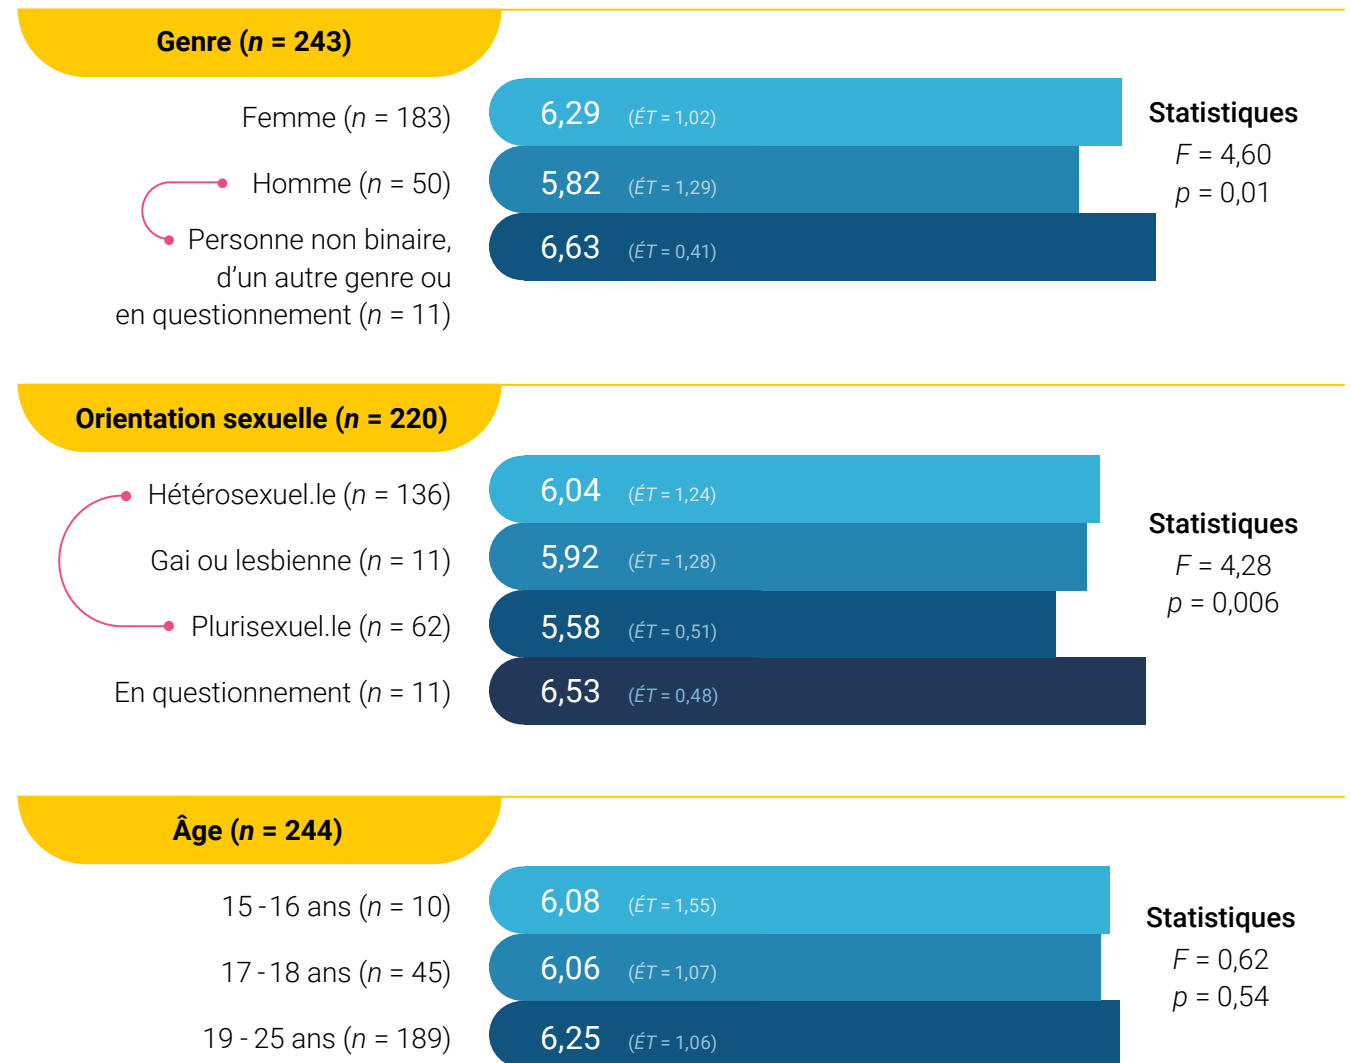 Genre (n = 243)
Femme (n = 183)
6,29 (ÉT = 1,02)
Homme (n = 50)
5,82 (ÉT = 1,29)
Personne non binaire,
d'un autre genre ou
en questionnement (n = 11)
6,63 (ÉT = 0,41)
Statistiques
F = 4,60
p = 0,01
Orientation sexuelle (n = 220)
Hétérosexuel.le (n = 136)
6,04 (ÉT = 1,24)
Gai ou lesbienne (n = 11)
5,92 (ÉT = 1,28)
Plurisexuel.le (n = 62)
5,58 (ÉT = 0,51)
En questionnement (n = 11)
6,53 (ÉT = 0,48)
Statistiques
F = 4,28
p = 0,006
Âge (n = 244)
15 - 16 ans (n = 10)
6,08 (ÉT = 1,55)
17 - 18 ans (n = 45)
6,06 (ÉT = 1,07)
19 - 25 ans (n = 189)
6,25 (ÉT = 1,06)
Statistiques
F = 0,62
p = 0,54